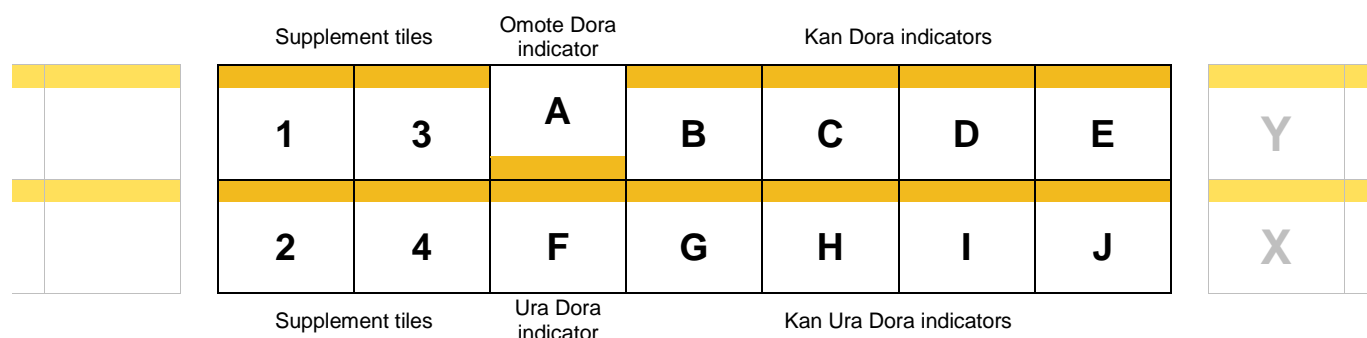 Supplement tiles
Omote Dora
indicator
Kan Dora indicators
1 3 A B C D E Y
2 4 F G H I J X
Supplement tiles
Ura Dora
indicator
Kan Ura Dora indicators